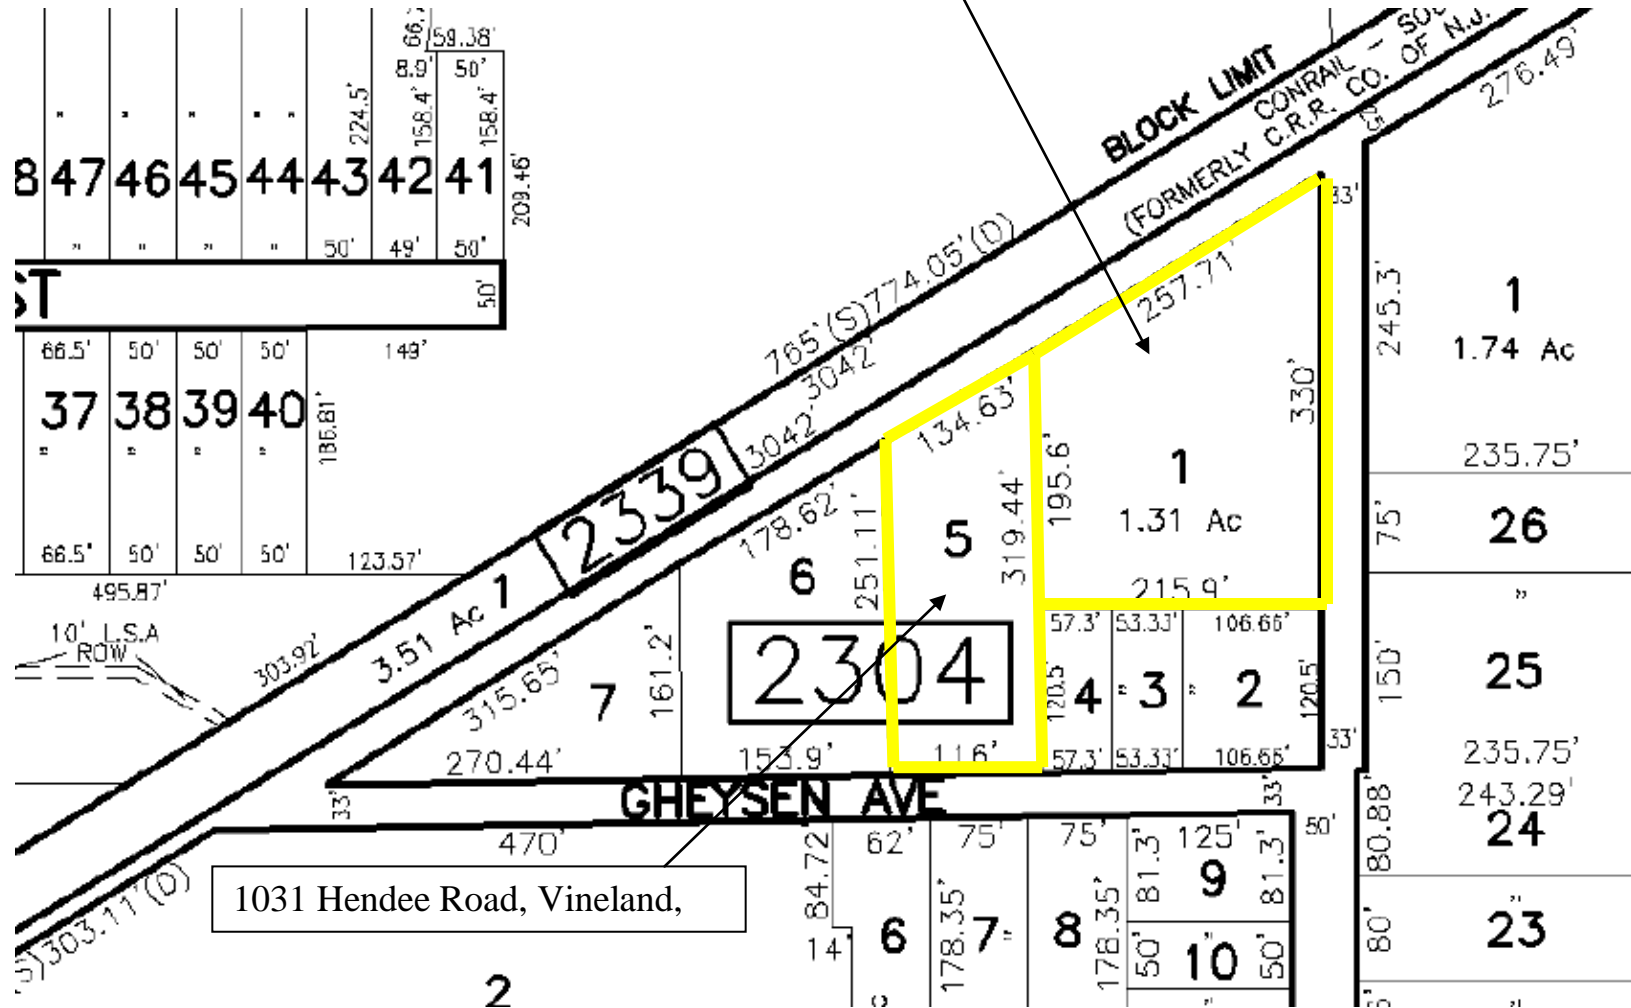 66.'
59.38'
8.9' 50'
224.5' 158.4' 158.4'
" " " " "
8 47 46 45 44 43 42 41
209.46'
" " " " 50' 49' 50'
ST
50'
66.5' 50' 50' 50' 149'
37 38 39 40
186.81'
" " " "
66.5' 50' 50' 50' 123.57'
495.87'
10' L.S.A
ROW
303.92'
3.51 Ac 1
2339
765'(S)774.05'(D)
3042'
3042'
BLOCK LIMIT
CONRAIL - SOU
(FORMERLY C.R.R. CO. OF N.J.
276.49'
33'
257.71'
134.63'
178.62'
315.65'
245.3'
1
1.74 Ac
330'
235.75'
195.6'
1
1.31 Ac
215.9'
5
319.44'
251.11'
6
2304
7
161.2'
270.44' 153.9' 116'
57.3' 53.33' 106.66'
120.5' 4 " 3 " 2 120.5'
57.3' 53.33' 106.66'
33'
75'
26
"
150'
25
235.75'
243.29'
24
80.88'
GHEYSEN AVE
33' 33'
50'
470'
84.72
62' 75' 75' 125'
81.3' 9 81.3'
178.35' 178.35'
6 7" 8
14'
"
50' 10 50'
"
80'
"
23
S)303.11'(D)
1031 Hendee Road, Vineland,
2